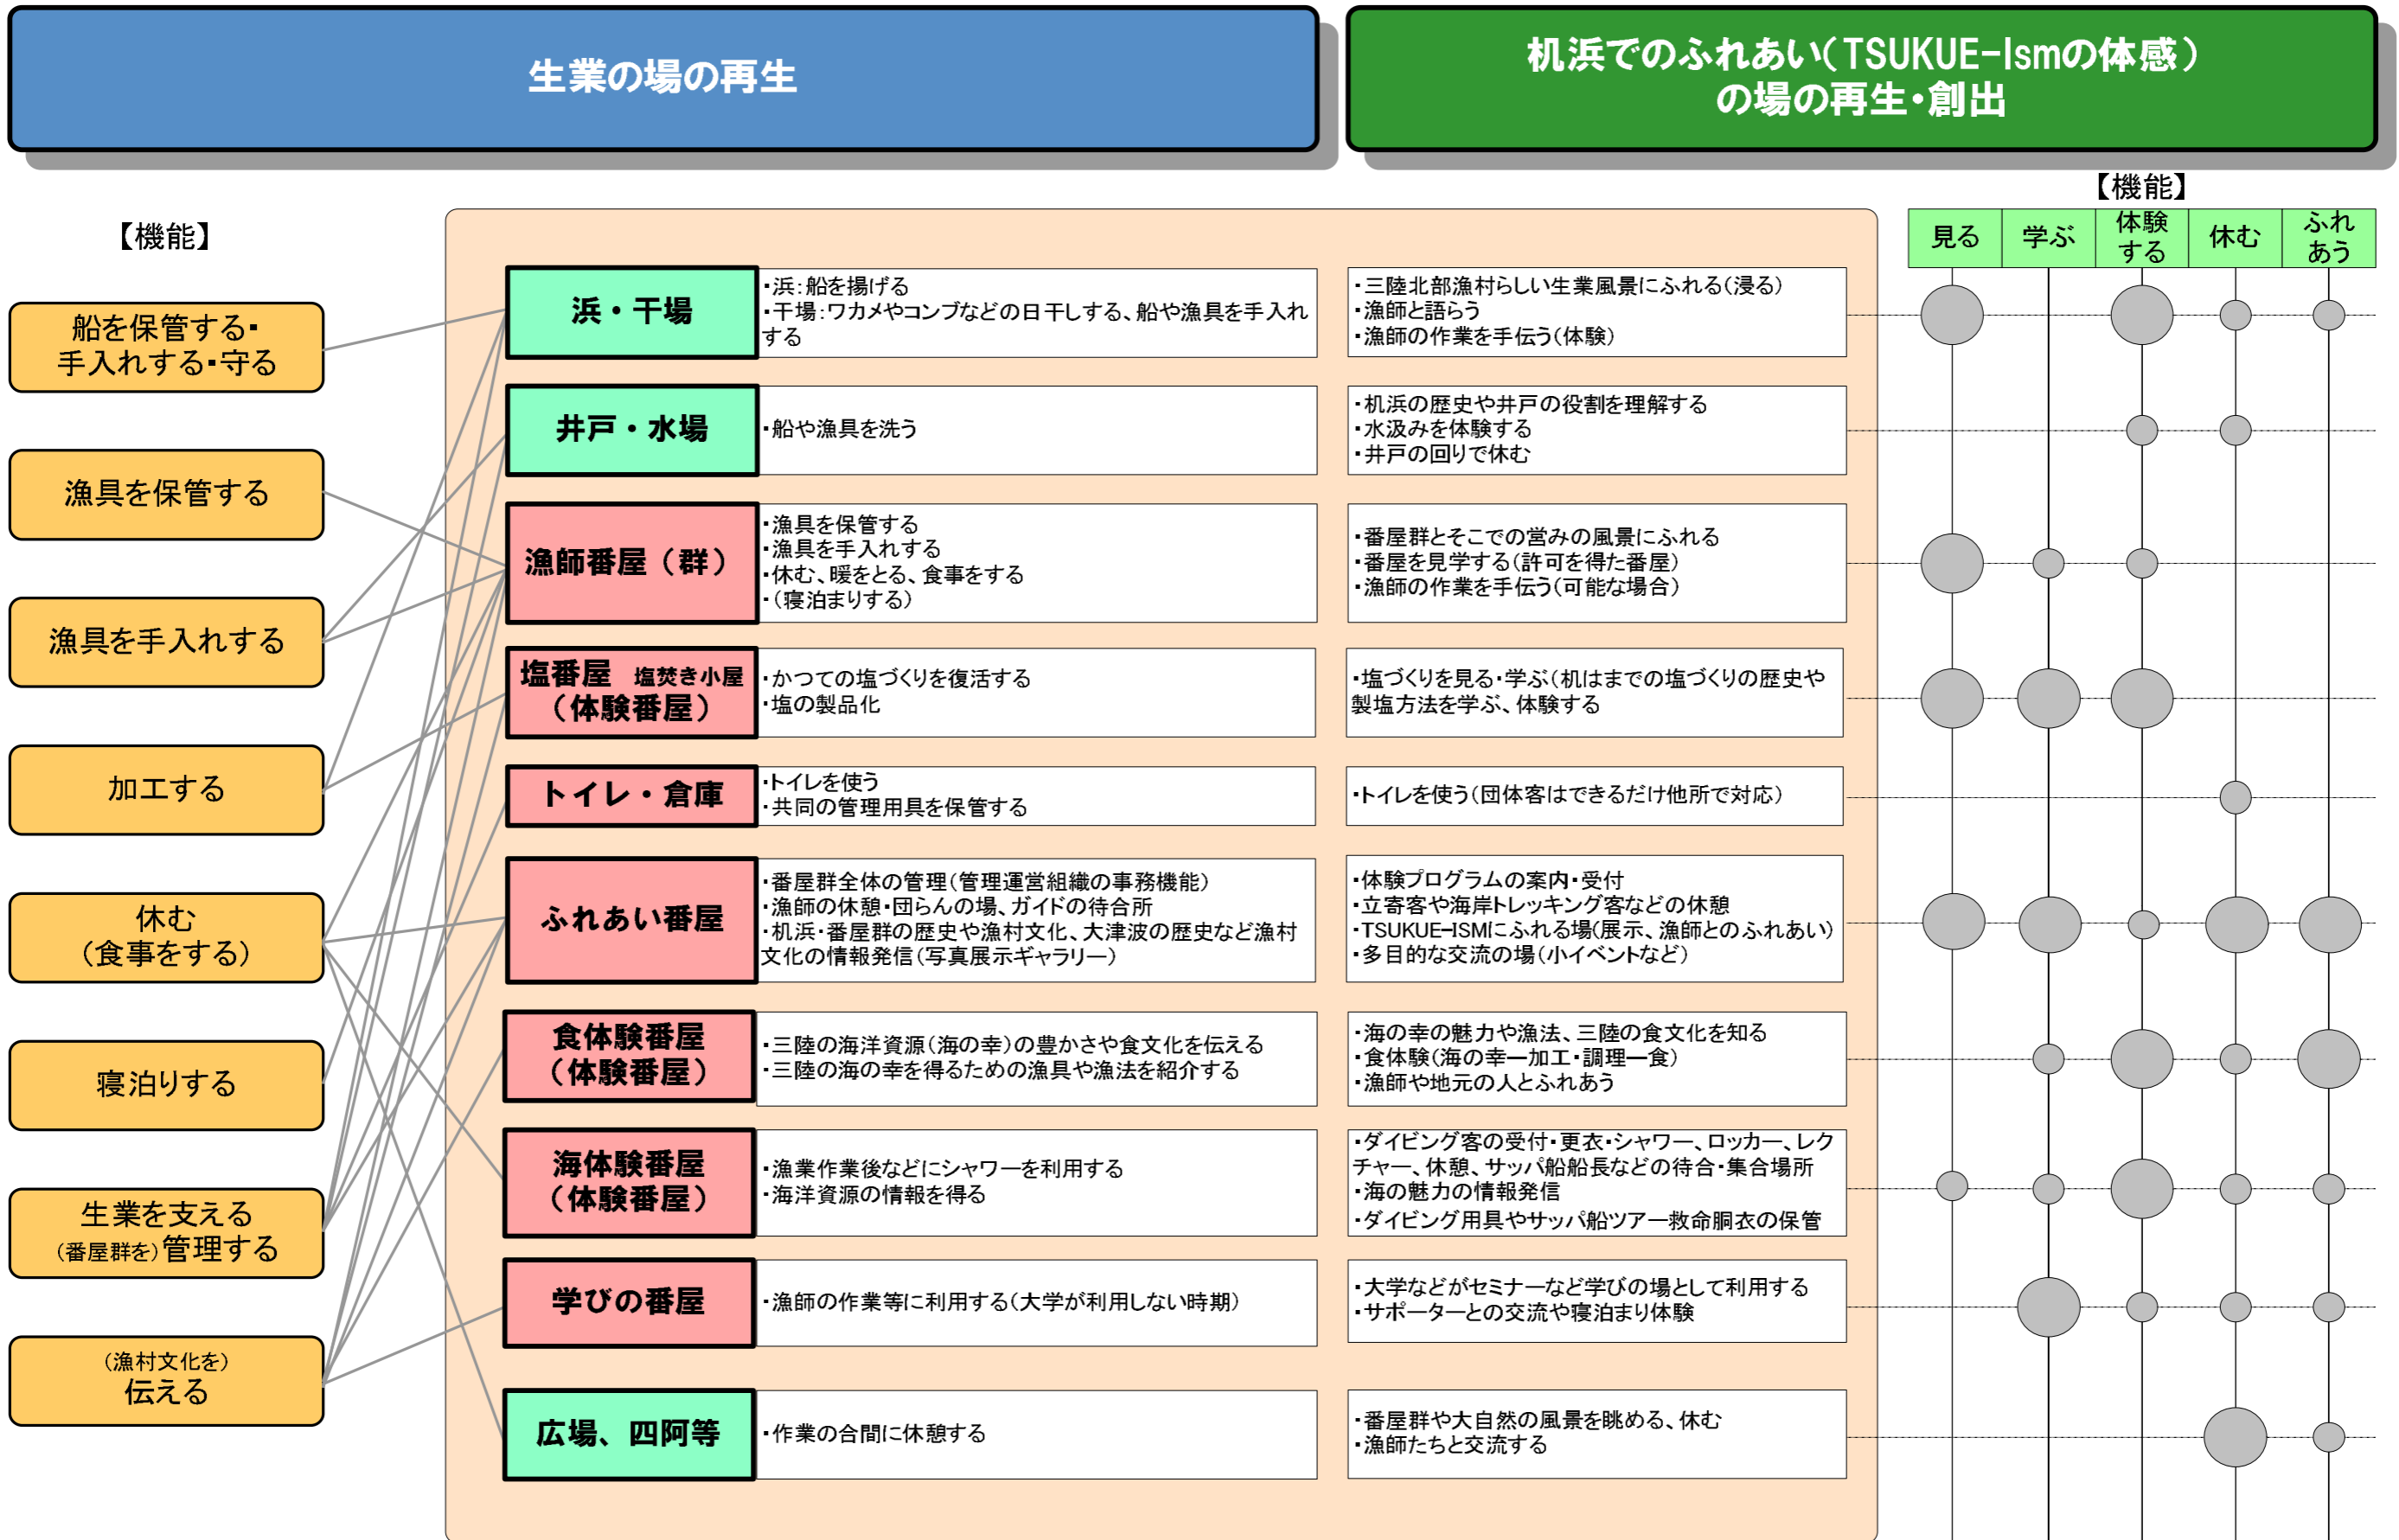 生業の場の再生
机浜でのふれあい（TSUKUE-Ismの体感）
の場の再生・創出
【機能】
船を保管する・
手入れする・守る
漁具を保管する
漁具を手入れする
加工する
休む
（食事をする）
寝泊りする
生業を支える
（番屋群を）管理する
（漁村文化を）
伝える
【機能】
見る
学ぶ
体験
する
休む
ふれ
あう
浜・干場
・浜：船を揚げる
・干場：ワカメやコンブなどの日干しする、船や漁具を手入れ
する
・三陸北部漁村らしい生業風景にふれる（浸る）
・漁師と語らう
・漁師の作業を手伝う（体験）
井戸・水場
・船や漁具を洗う
・机浜の歴史や井戸の役割を理解する
・水汲みを体験する
・井戸の回りで休む
漁師番屋（群）
・漁具を保管する
・漁具を手入れする
・休む、暖をとる、食事をする
・（寝泊まりする）
・番屋群とそこでの営みの風景にふれる
・番屋を見学する（許可を得た番屋）
・漁師の作業を手伝う（可能な場合）
塩番屋　塩焚き小屋
（体験番屋）
・かつての塩づくりを復活する
・塩の製品化
・塩づくりを見る・学ぶ（机はまでの塩づくりの歴史や
製塩方法を学ぶ、体験する
トイレ・倉庫
・トイレを使う
・共同の管理用具を保管する
・トイレを使う（団体客はできるだけ他所で対応）
ふれあい番屋
・番屋群全体の管理（管理運営組織の事務機能）
・漁師の休憩・団らんの場、ガイドの待合所
・机浜・番屋群の歴史や漁村文化、大津波の歴史など漁村
文化の情報発信（写真展示ギャラリー）
・体験プログラムの案内・受付
・立寄客や海岸トレッキング客などの休憩
・TSUKUE-ISMにふれる場（展示、漁師とのふれあい）
・多目的な交流の場（小イベントなど）
食体験番屋
（体験番屋）
・三陸の海洋資源（海の幸）の豊かさや食文化を伝える
・三陸の海の幸を得るための漁具や漁法を紹介する
・海の幸の魅力や漁法、三陸の食文化を知る
・食体験（海の幸―加工・調理―食）
・漁師や地元の人とふれあう
海体験番屋
（体験番屋）
・漁業作業後などにシャワーを利用する
・海洋資源の情報を得る
・ダイビング客の受付・更衣・シャワー、ロッカー、レク
チャー、休憩、サッパ船船長などの待合・集合場所
・海の魅力の情報発信
・ダイビング用具やサッパ船ツアー救命胴衣の保管
学びの番屋
・漁師の作業等に利用する（大学が利用しない時期）
・大学などがセミナーなど学びの場として利用する
・サポーターとの交流や寝泊まり体験
広場、四阿等
・作業の合間に休憩する
・番屋群や大自然の風景を眺める、休む
・漁師たちと交流する